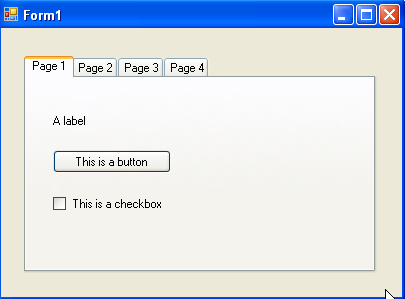 Form1
Page 1 Page 2 Page 3 Page 4
A label
This is a button
This is a checkbox